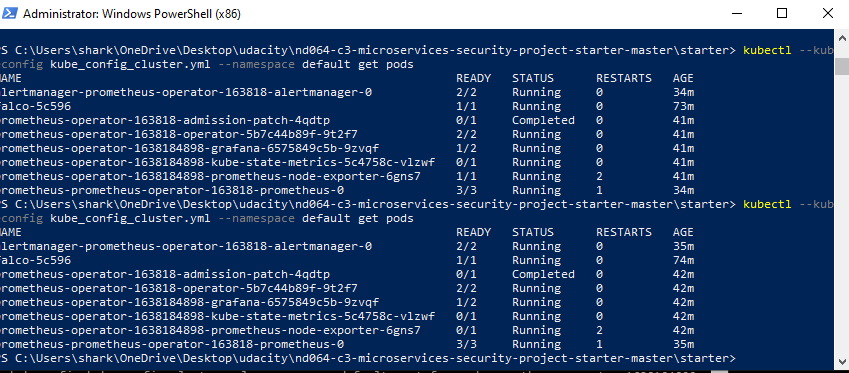 Administrator: Windows PowerShell (x86)
PS C:\Users\shark\OneDrive\Desktop\udacity\nd064-c3-microservices-security-project-starter-master\starter> kubectl --kub
-config kube_config_cluster.yml --namespace default get pods
NAME READY STATUS RESTARTS AGE
alertmanager-prometheus-operator-163818-alertmanager-0 2/2 Running 0 34m
falco-5c596 1/1 Running 0 73m
prometheus-operator-163818-admission-patch-4qdtp 0/1 Completed 0 41m
prometheus-operator-163818-operator-5b7c44b89f-9t2f7 2/2 Running 0 41m
prometheus-operator-1638184898-grafana-6575849c5b-9zvqf 1/2 Running 0 41m
prometheus-operator-1638184898-kube-state-metrics-5c4758c-vlzwf 0/1 Running 0 41m
prometheus-operator-1638184898-prometheus-node-exporter-6gns7 1/1 Running 2 41m
prometheus-prometheus-operator-163818-prometheus-0 3/3 Running 1 34m
PS C:\Users\shark\OneDrive\Desktop\udacity\nd064-c3-microservices-security-project-starter-master\starter> kubectl --kub
-config kube_config_cluster.yml --namespace default get pods
NAME READY STATUS RESTARTS AGE
alertmanager-prometheus-operator-163818-alertmanager-0 2/2 Running 0 35m
falco-5c596 1/1 Running 0 74m
prometheus-operator-163818-admission-patch-4qdtp 0/1 Completed 0 42m
prometheus-operator-163818-operator-5b7c44b89f-9t2f7 2/2 Running 0 42m
prometheus-operator-1638184898-grafana-6575849c5b-9zvqf 1/2 Running 0 42m
prometheus-operator-1638184898-kube-state-metrics-5c4758c-vlzwf 0/1 Running 0 42m
prometheus-operator-1638184898-prometheus-node-exporter-6gns7 0/1 Running 2 42m
prometheus-prometheus-operator-163818-prometheus-0 3/3 Running 1 35m
PS C:\Users\shark\OneDrive\Desktop\udacity\nd064-c3-microservices-security-project-starter-master\starter>